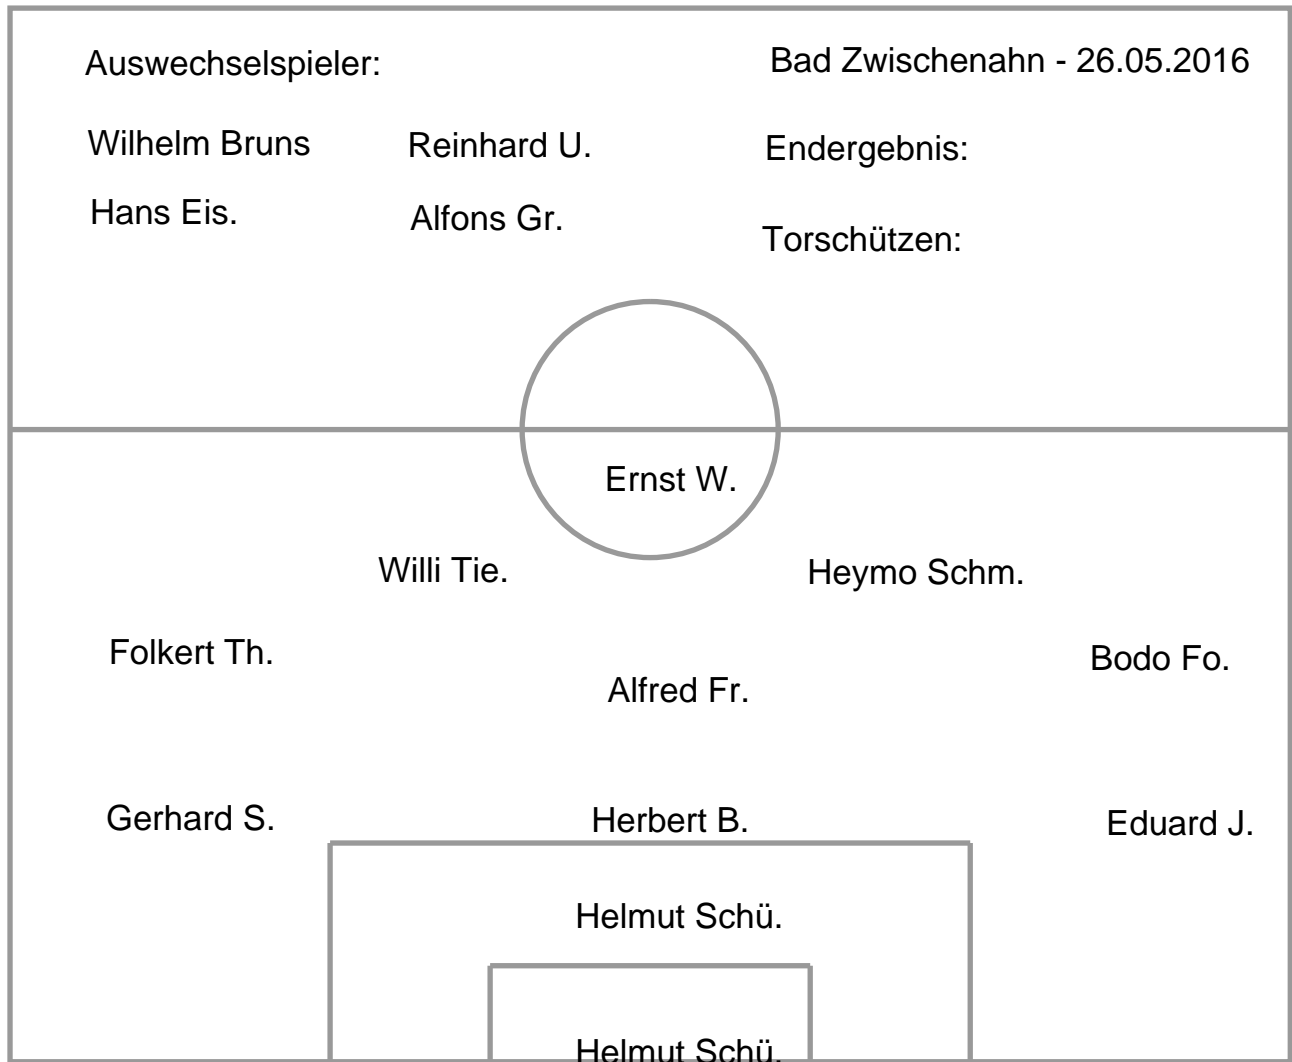 Auswechselspieler:
Bad Zwischenahn - 26.05.2016
Wilhelm Bruns
Reinhard U.
Endergebnis:
Hans Eis.
Alfons Gr.
Torschützen:
Ernst W.
Willi Tie.
Heymo Schm.
Folkert Th.
Bodo Fo.
Alfred Fr.
Gerhard S.
Herbert B.
Eduard J.
Helmut Schü.
Helmut Schü.